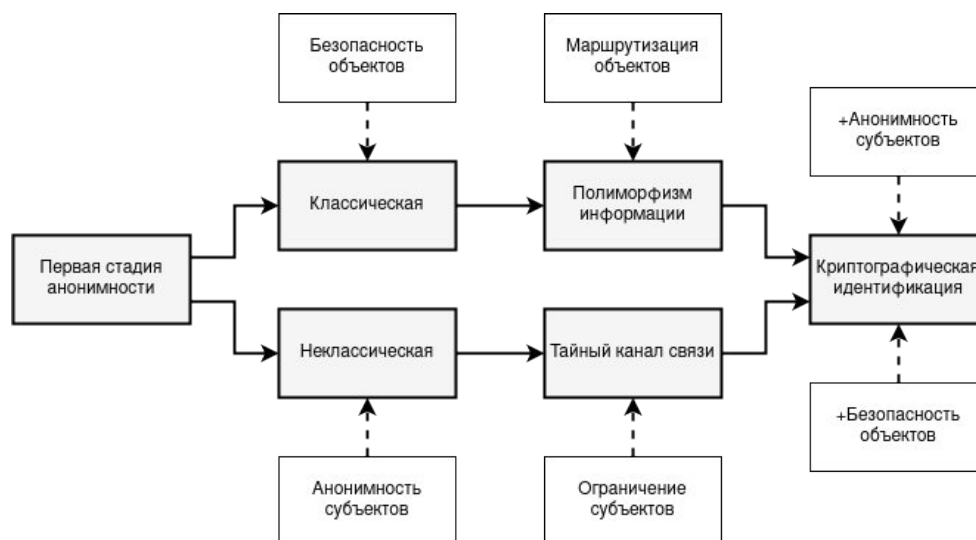 Безопасность
объектов
Маршрутизация
объектов
+Анонимность
субъектов
Классическая
Полиморфизм
информации
Первая стадия
анонимности
Криптографическая
идентификация
Неклассическая
Тайный канал связи
+Безопасность
объектов
Анонимность
субъектов
Ограничение
субъектов